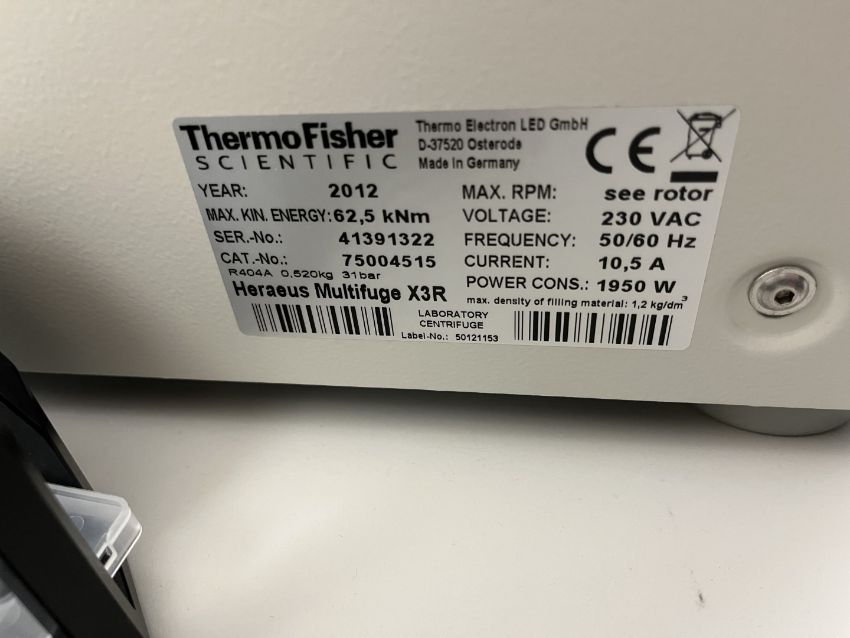 ThermoFisher
SCIENTIFIC
Thermo Electron LED GmbH
D-37520 Osterode
Made in Germany
CE
YEAR: 2012
MAX. KIN. ENERGY: 62,5 kNm
SER.-No.: 41391322
CAT.-No.: 75004515
R404A 0.520kg 31bar
Heraeus Multifuge X3R
MAX. RPM: see rotor
VOLTAGE: 230 VAC
FREQUENCY: 50/60 Hz
CURRENT: 10,5 A
POWER CONS.: 1950 W
max. density of filling material: 1,2 kg/dm³
LABORATORY
CENTRIFUGE
Label-No.: 50121153